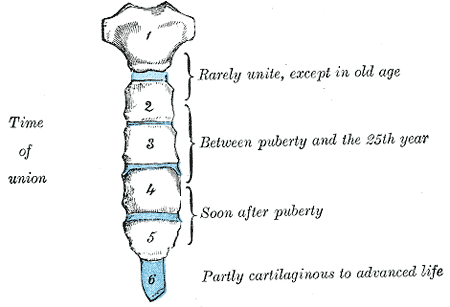 1
Rarely unite, except in old age
2
Time
of
union
3
Between puberty and the 25th year
4
Soon after puberty
5
6
Partly cartilaginous to advanced life